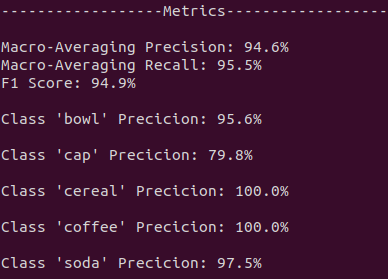 ------------------Metrics------------------
Macro-Averaging Precision: 94.6%
Macro-Averaging Recall: 95.5%
F1 Score: 94.9%
Class 'bowl' Precicion: 95.6%
Class 'cap' Precicion: 79.8%
Class 'cereal' Precicion: 100.0%
Class 'coffee' Precicion: 100.0%
Class 'soda' Precicion: 97.5%